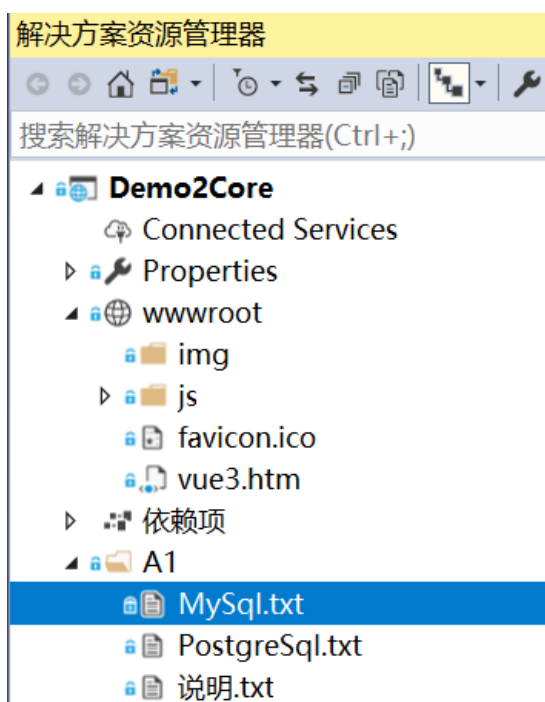 解决方案资源管理器
搜索解决方案资源管理器(Ctrl+;)
Demo2Core
Connected Services
Properties
wwwroot
img
js
favicon.ico
vue3.htm
依赖项
A1
MySql.txt
PostgreSql.txt
说明.txt